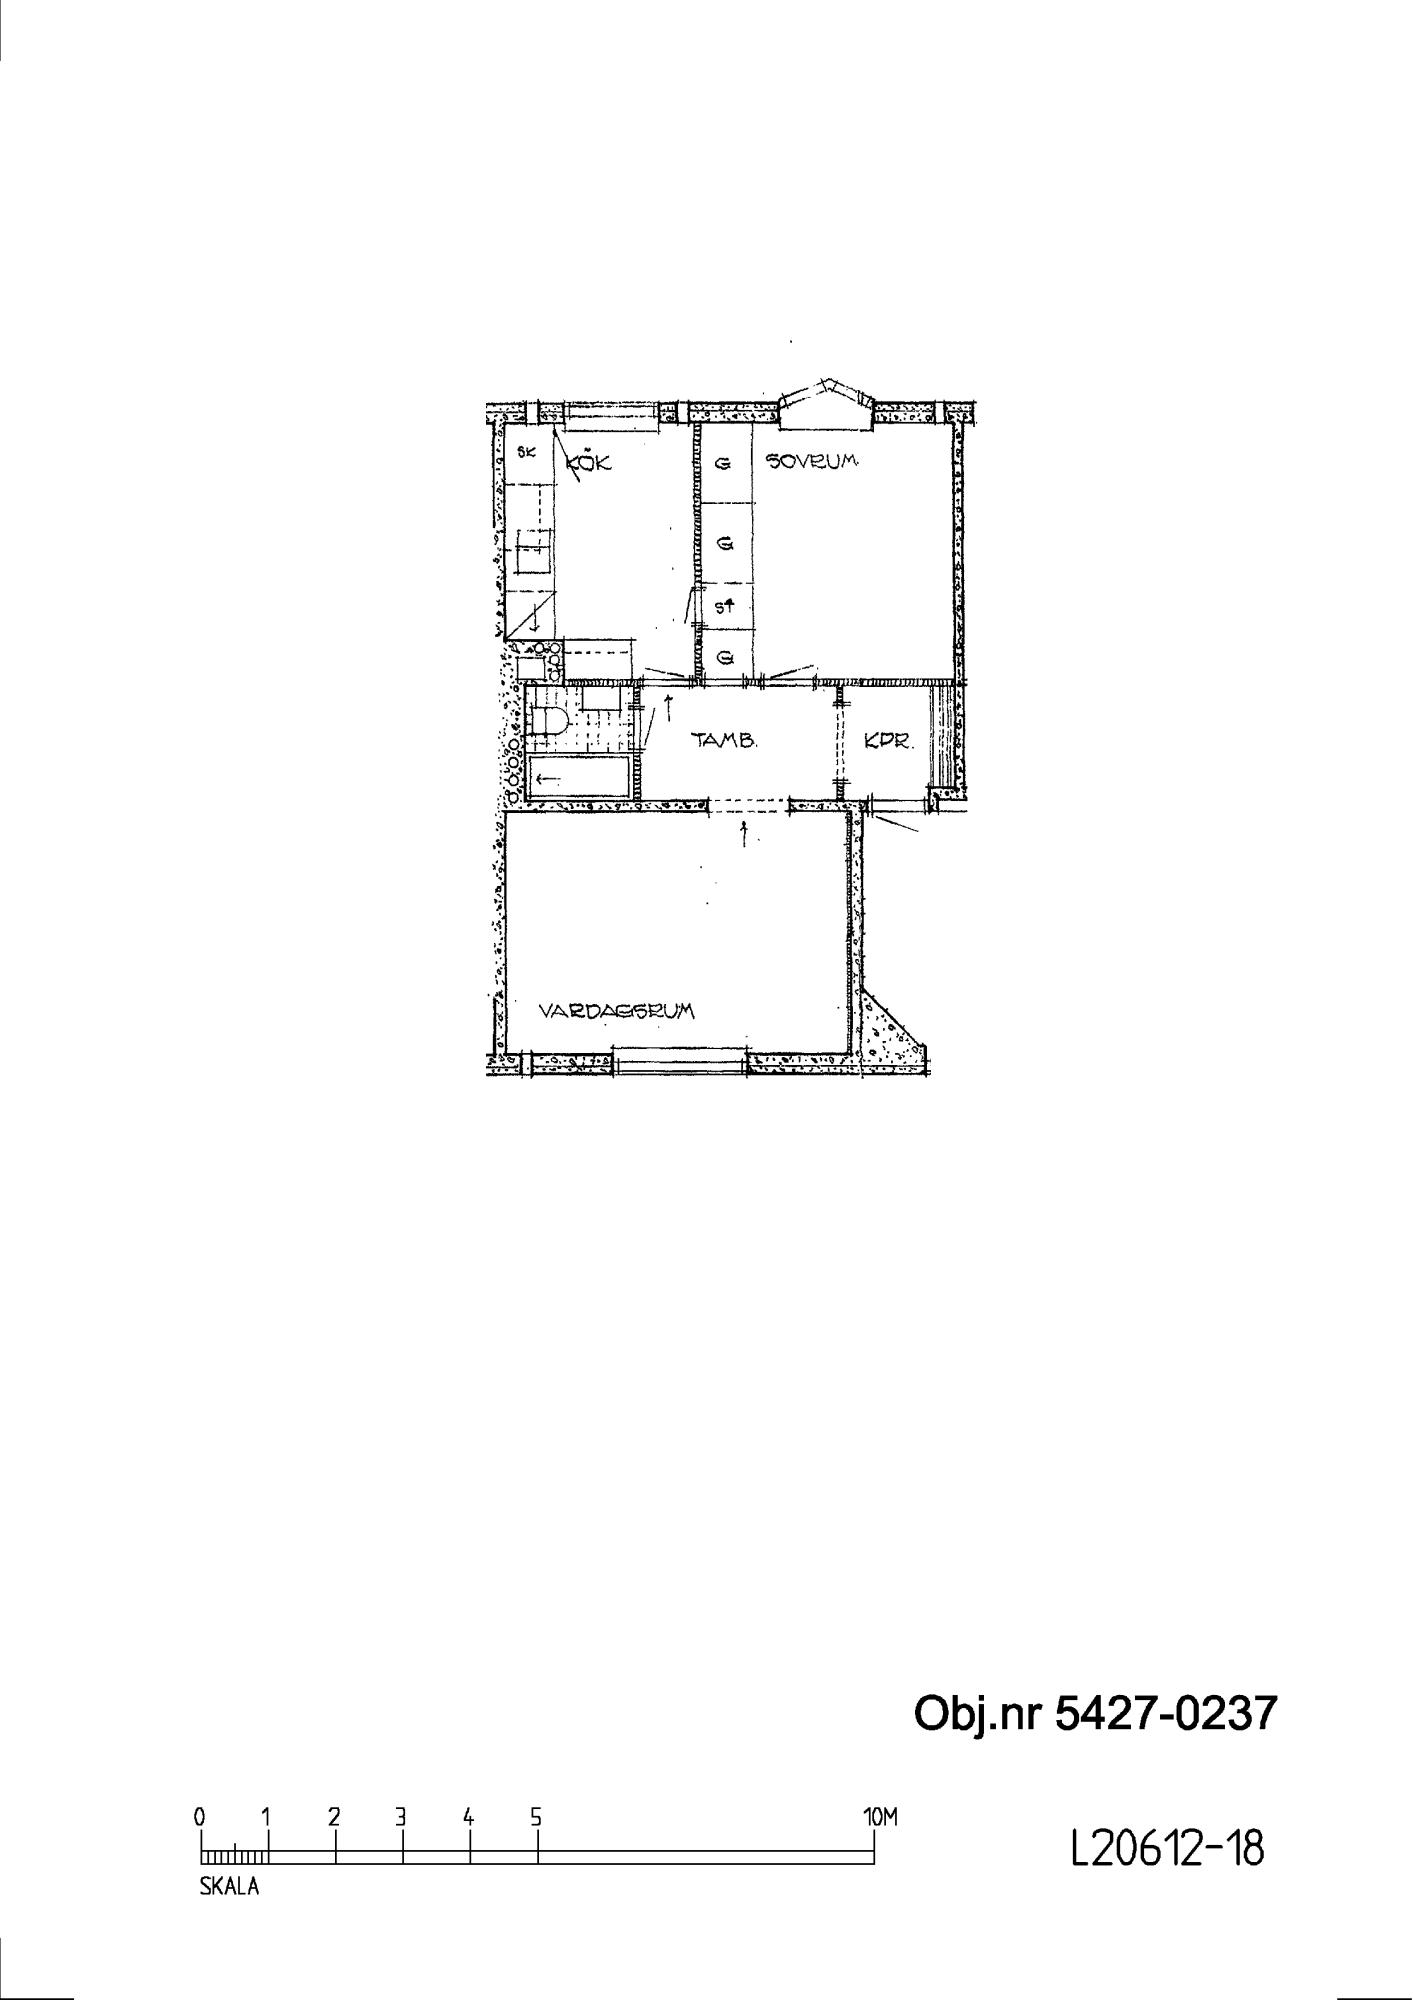 SK
KÖK
G
SOVRUM
G
ST
G
TAMB.
KPR.
VARDAGSRUM
Obj.nr 5427-0237
0 1 2 3 4 5 10M
SKALA
L20612-18